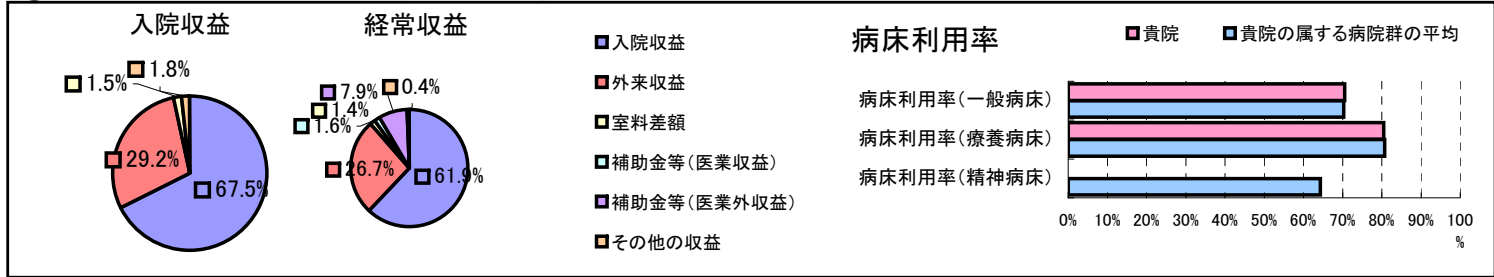 入院収益
1.5%
1.8%
29.2%
67.5%
経常収益
7.9%
0.4%
1.4%
1.6%
26.7%
61.9%
入院収益
外来収益
室料差額
補助金等(医業収益)
補助金等(医業外収益)
その他の収益
病床利用率
貴院
貴院の属する病院群の平均
病床利用率(一般病床)
病床利用率(療養病床)
病床利用率(精神病床)
0% 10% 20% 30% 40% 50% 60% 70% 80% 90% 100
%